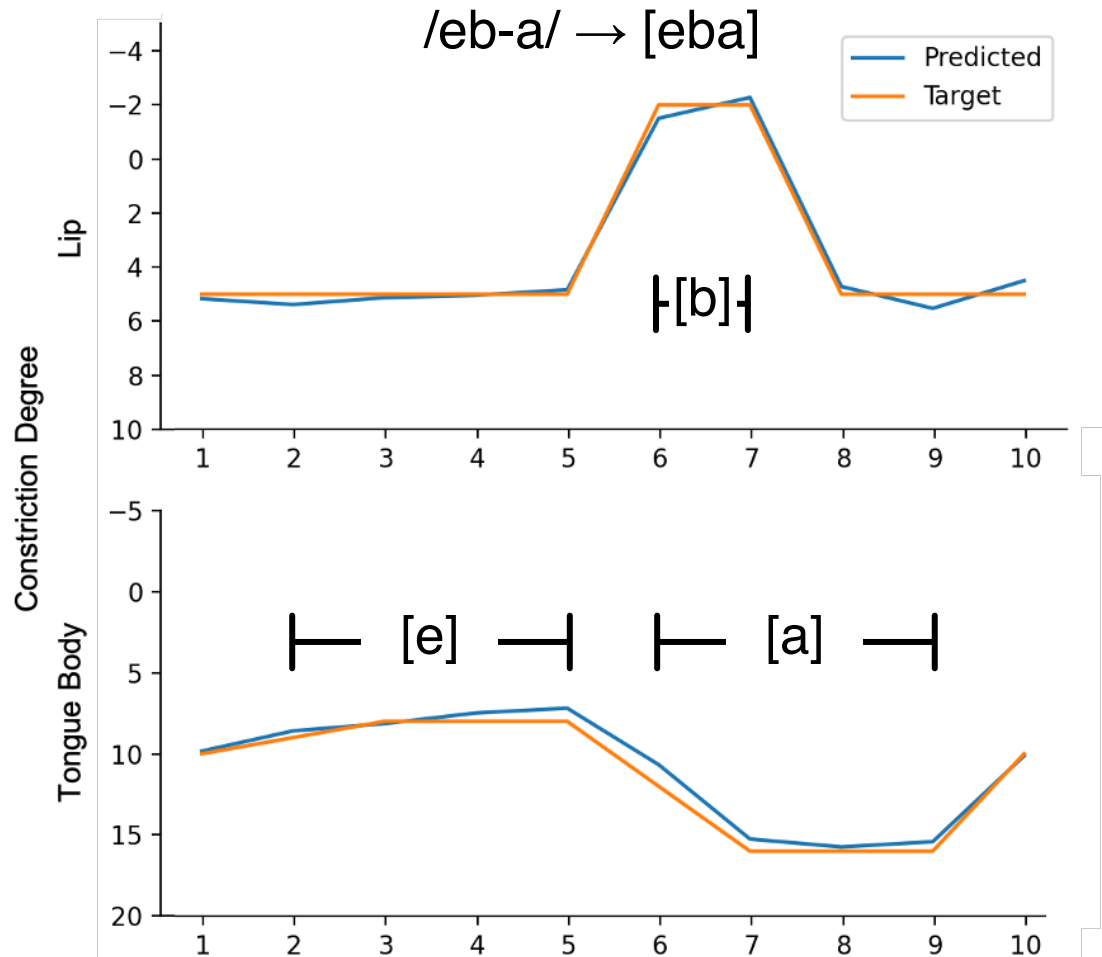 /eb-a/ → [eba]
Predicted
Target
−4
−2
0
2
4
6
8
10
Lip
[b]
1 2 3 4 5 6 7 8 9 10
Constriction Degree
−5
0
5
10
15
20
Tongue Body
[e] [a]
1 2 3 4 5 6 7 8 9 10